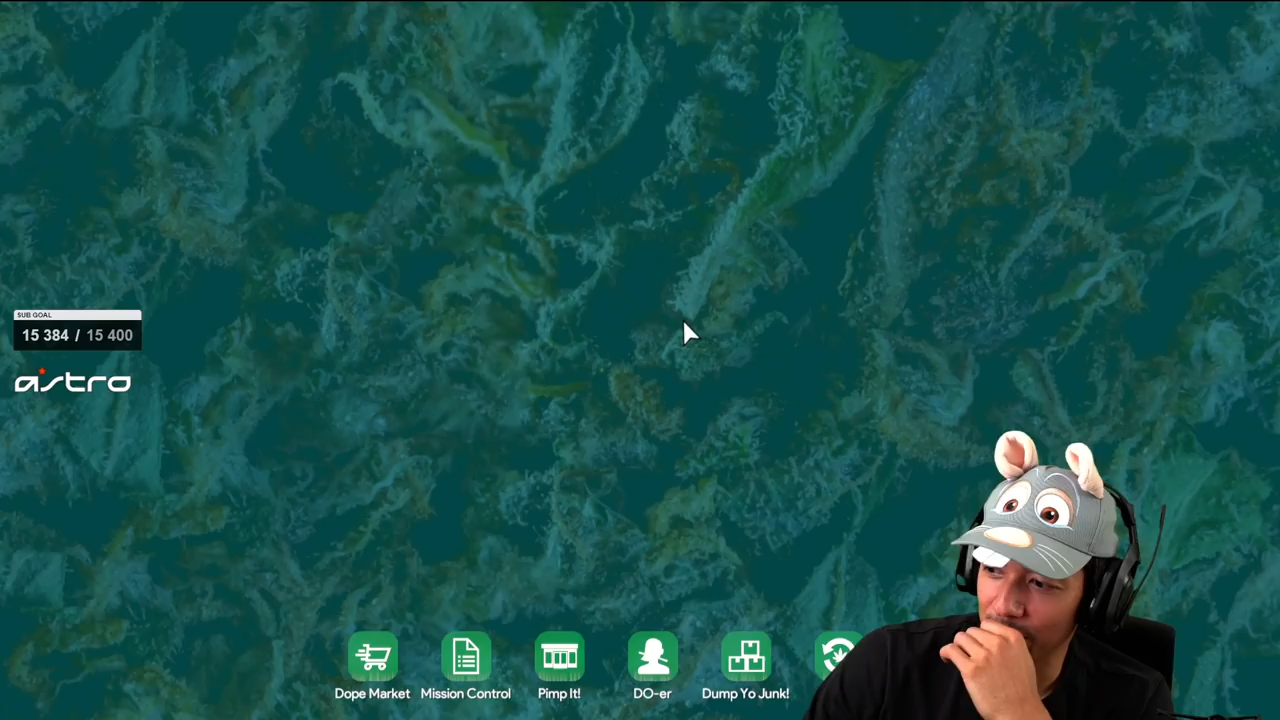 SUB GOAL
15 384 / 15 400
astro
Dope Market
Mission Control
Pimp It!
DO-er
Dump Yo Junk!